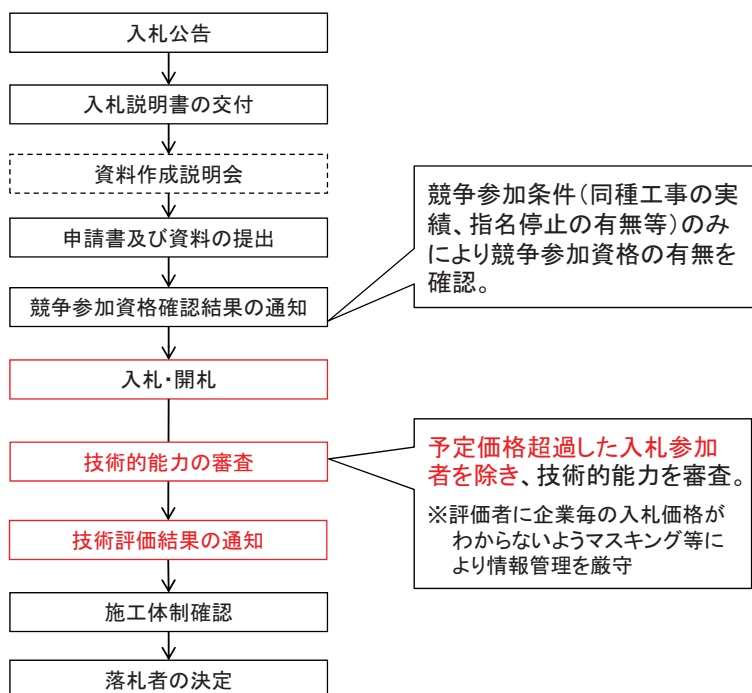 入札公告
入札説明書の交付
資料作成説明会
申請書及び資料の提出
競争参加資格確認結果の通知
競争参加条件(同種工事の実
績、指名停止の有無等)のみ
により競争参加資格の有無を
確認。
入札・開札
技術的能力の審査
予定価格超過した入札参加
者を除き、技術的能力を審査。
※評価者に企業毎の入札価格が
わからないようマスキング等に
より情報管理を厳守
技術評価結果の通知
施工体制確認
落札者の決定